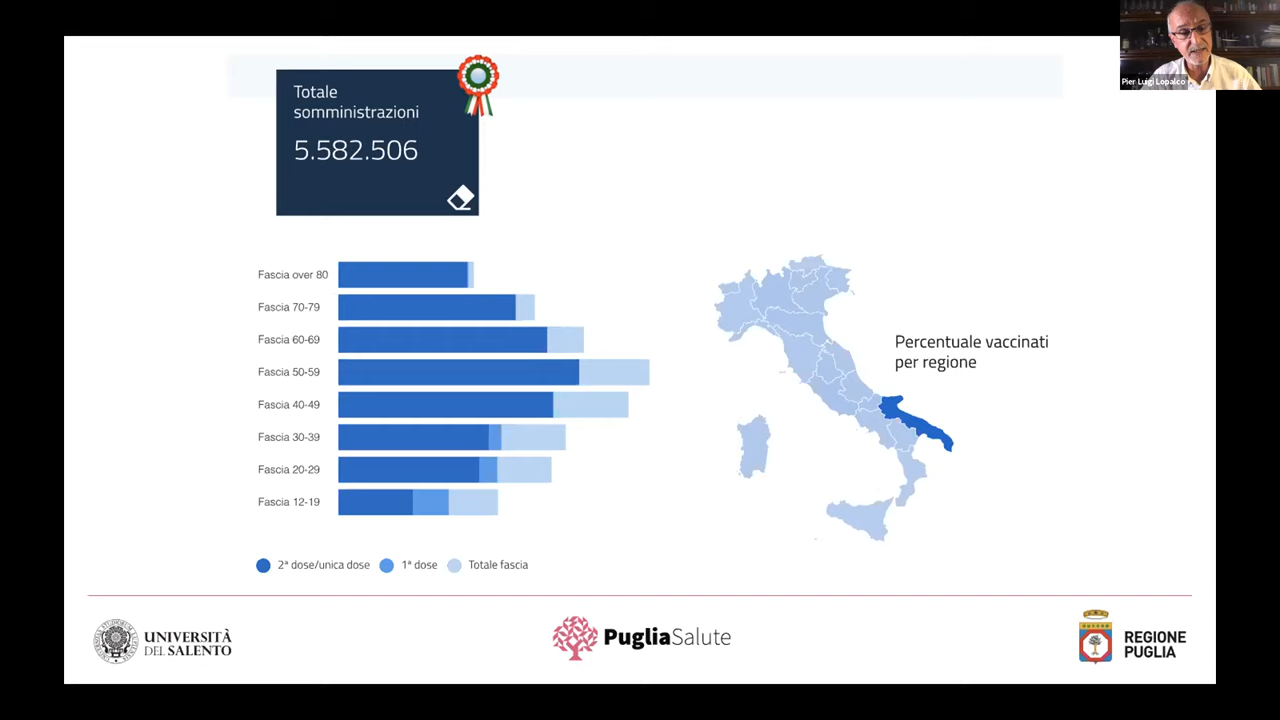 Pier Luigi Lopalco
Totale
somministrazioni
5.582.506
Fascia over 80
Fascia 70-79
Fascia 60-69
Fascia 50-59
Fascia 40-49
Fascia 30-39
Fascia 20-29
Fascia 12-19
2ª dose/unica dose
1ª dose
Totale fascia
Percentuale vaccinati
per regione
UNIVERSITÀ
DEL SALENTO
PugliaSalute
REGIONE
PUGLIA